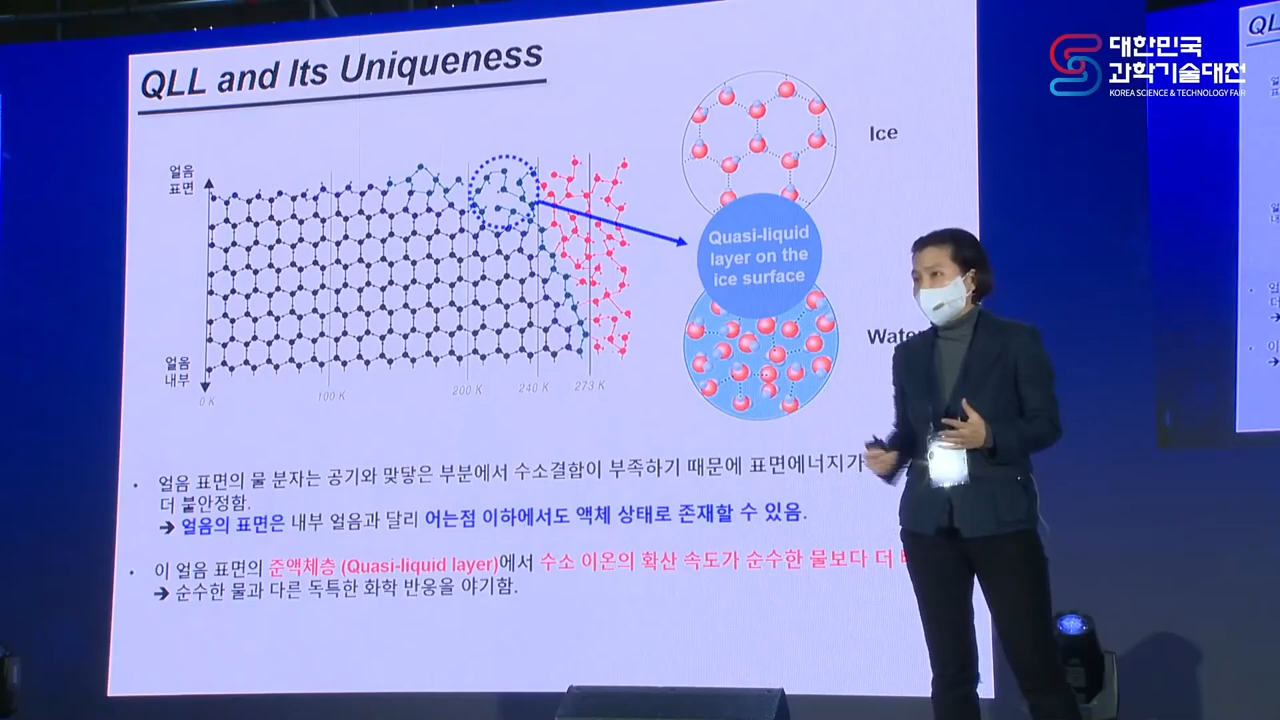 QLL and Its Uniqueness
대한민국
과학기술대전
KOREA SCIENCE & TECHNOLOGY FAIR
QL
얼음
표면
얼음
내부
0 K
100 K
200 K
240 K
273 K
Ice
Quasi-liquid
layer on the
ice surface
• 얼음 표면의 물 분자는 공기와 맞닿은 부분에서 수소결합이 부족하기 때문에 표면에너지가
더 불안정함.
➔ 얼음의 표면은 내부 얼음과 달리 어는점 이하에서도 액체 상태로 존재할 수 있음.
• 이 얼음 표면의 준액체층 (Quasi-liquid layer)에서 수소 이온의 확산 속도가 순수한 물보다 더
➔ 순수한 물과 다른 독특한 화학 반응을 야기함.